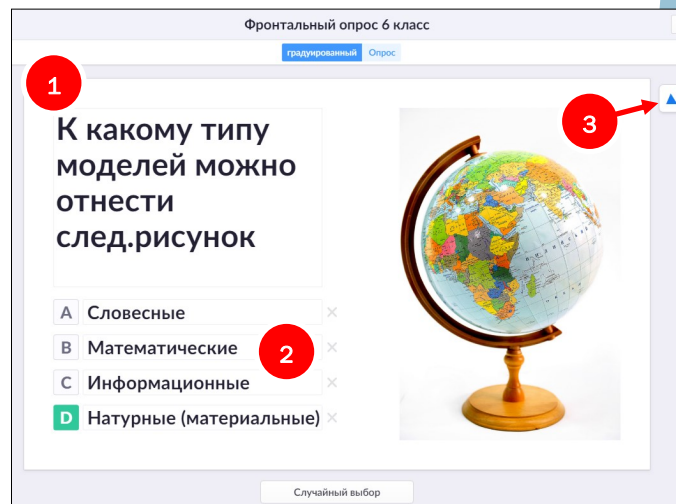 Фронтальный опрос 6 класс
градуированный Опрос
1
К какому типу
моделей можно
отнести
след.рисунок
3
A Словесные
B Математические
2
C Информационные
D Натурные (материальные)
Случайный выбор